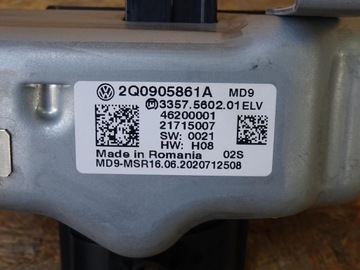 2Q0905861A MD9
3357.5602.01 ELV
46200001
21715007
SW: 0021
HW: H08
Made in Romania 02S
MD9-MSR16.06.2020712508